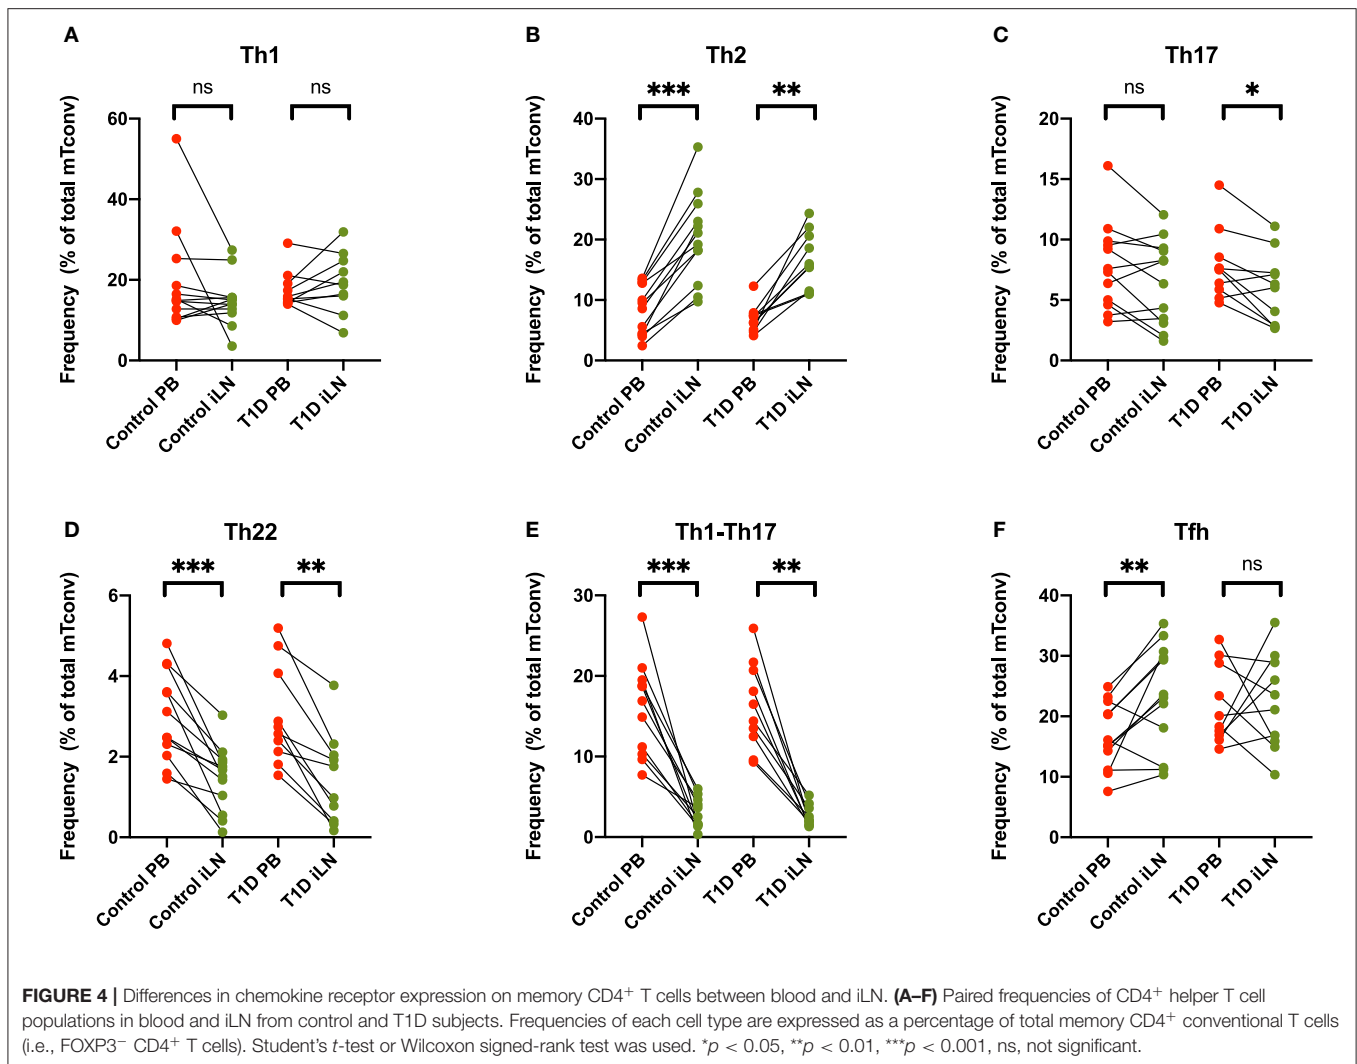 A
Th1
ns
ns
Frequency (% of total mTconv)
60
40
20
0
Control PB
Control iLN
T1D PB
T1D iLN
B
Th2
***
**
Frequency (% of total mTconv)
40
30
20
10
0
Control PB
Control iLN
T1D PB
T1D iLN
C
Th17
ns
*
Frequency (% of total mTconv)
20
15
10
5
0
Control PB
Control iLN
T1D PB
T1D iLN
D
Th22
***
**
Frequency (% of total mTconv)
6
4
2
0
Control PB
Control iLN
T1D PB
T1D iLN
E
Th1-Th17
***
**
Frequency (% of total mTconv)
30
20
10
0
Control PB
Control iLN
T1D PB
T1D iLN
F
Tfh
**
ns
Frequency (% of total mTconv)
40
30
20
10
0
Control PB
Control iLN
T1D PB
T1D iLN
FIGURE 4 | Differences in chemokine receptor expression on memory CD4⁺ T cells between blood and iLN. (A–F) Paired frequencies of CD4⁺ helper T cell
populations in blood and iLN from control and T1D subjects. Frequencies of each cell type are expressed as a percentage of total memory CD4⁺ conventional T cells
(i.e., FOXP3⁻ CD4⁺ T cells). Student's t-test or Wilcoxon signed-rank test was used. *p < 0.05, **p < 0.01, ***p < 0.001, ns, not significant.